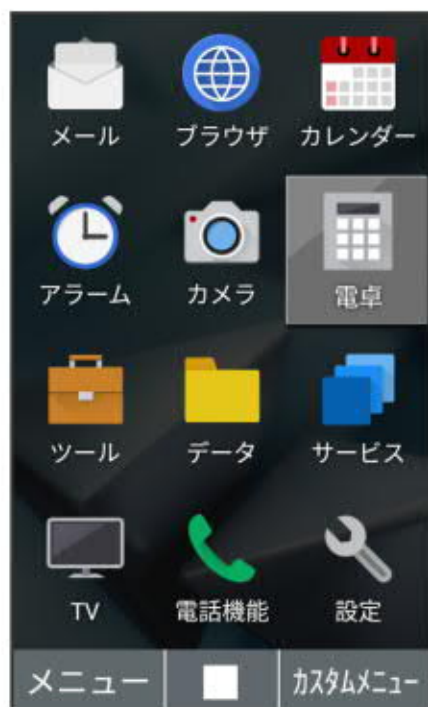 メール ブラウザ カレンダー
アラーム カメラ 電卓
ツール データ サービス
TV 電話機能 設定
メニュー ｶｽﾀﾑﾒﾆｭｰ